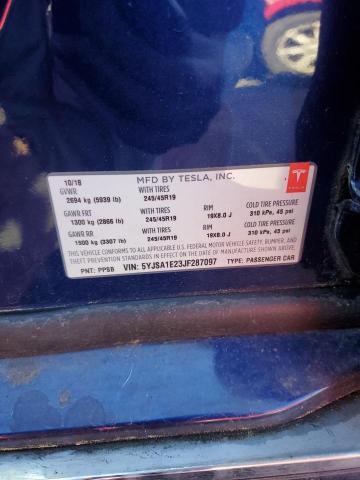 10/18 MFD BY TESLA, INC.
GVWR WITH TIRES
2694 kg (5939 lb) 245/45R19
GAWR FRT WITH TIRES RIM COLD TIRE PRESSURE
1300 kg (2866 lb) 245/45R19 19X8.0 J 310 kPa, 45 psi
GAWR RR WITH TIRES RIM COLD TIRE PRESSURE
1500 kg (3307 lb) 245/45R19 19X8.0 J 310 kPa, 45 psi
THIS VEHICLE CONFORMS TO ALL APPLICABLE U.S. FEDERAL MOTOR VEHICLE SAFETY, BUMPER, AND
THEFT PREVENTION STANDARDS IN EFFECT ON THE DATE OF MANUFACTURE SHOWN ABOVE.
PNT: PPSB VIN: 5YJSA1E23JF287097 TYPE: PASSENGER CAR
TESLA